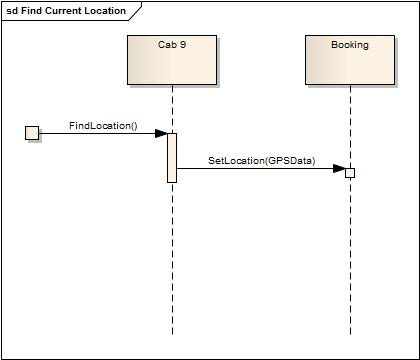 sd Find Current Location
Cab 9
Booking
FindLocation()
SetLocation(GPSData)